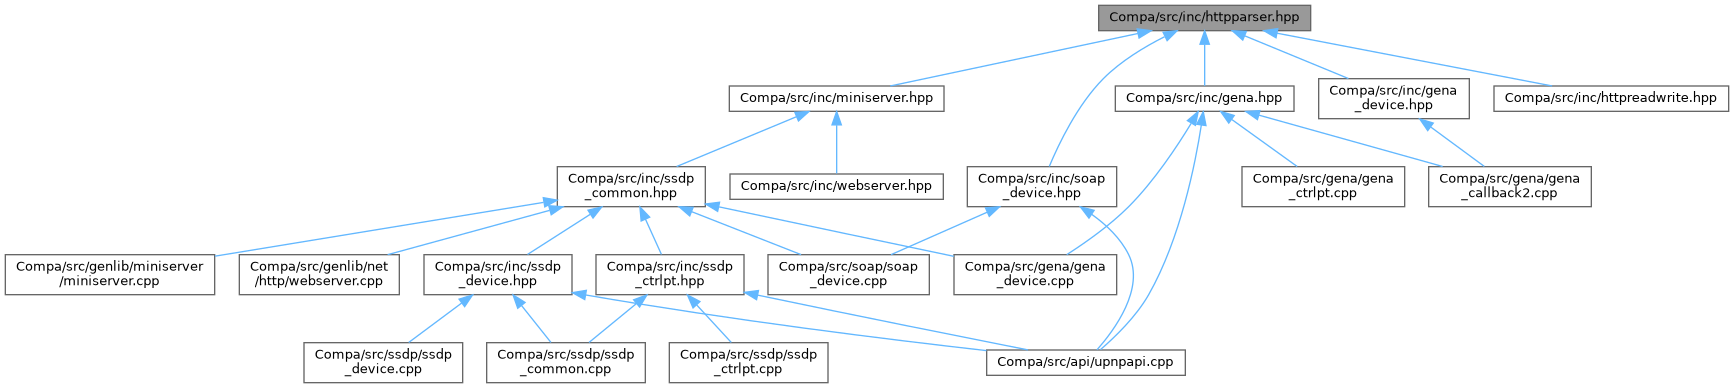 Compa/src/inc/httpparser.hpp
Compa/src/inc/miniserver.hpp
Compa/src/inc/gena.hpp
Compa/src/inc/gena
_device.hpp
Compa/src/inc/httpreadwrite.hpp
Compa/src/inc/ssdp
_common.hpp
Compa/src/inc/webserver.hpp
Compa/src/inc/soap
_device.hpp
Compa/src/gena/gena
_ctrlpt.cpp
Compa/src/gena/gena
_callback2.cpp
Compa/src/genlib/miniserver
/miniserver.cpp
Compa/src/genlib/net
/http/webserver.cpp
Compa/src/inc/ssdp
_device.hpp
Compa/src/inc/ssdp
_ctrlpt.hpp
Compa/src/soap/soap
_device.cpp
Compa/src/gena/gena
_device.cpp
Compa/src/ssdp/ssdp
_device.cpp
Compa/src/ssdp/ssdp
_common.cpp
Compa/src/ssdp/ssdp
_ctrlpt.cpp
Compa/src/api/upnpapi.cpp